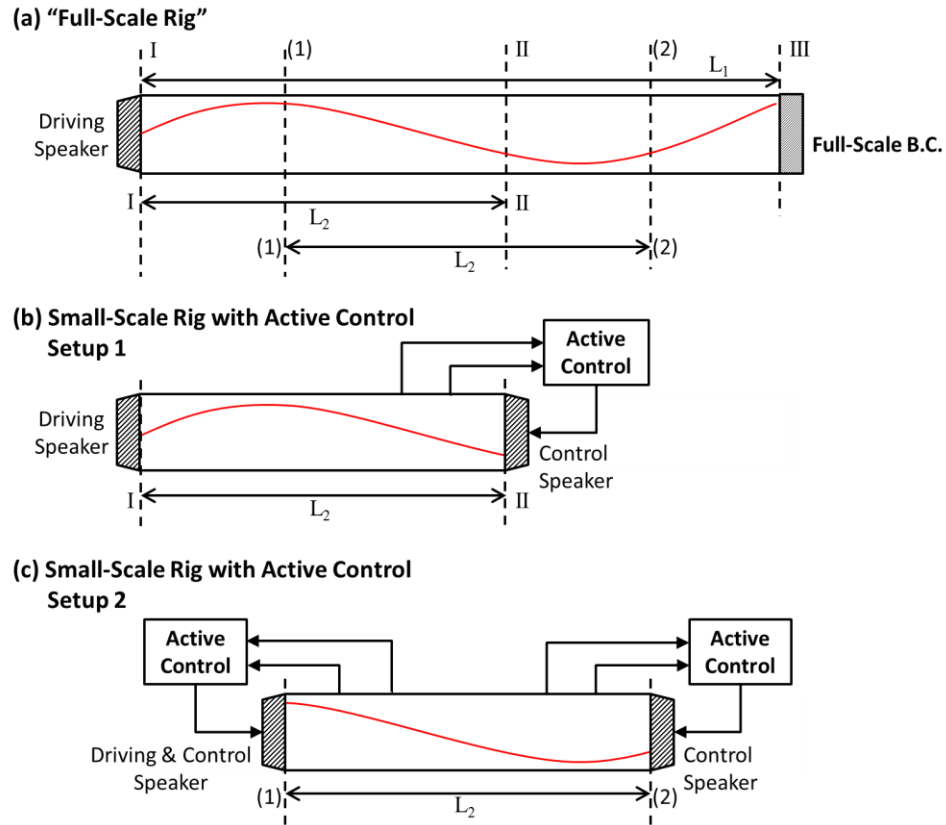 (a) “Full-Scale Rig”
I
(1)
II
(2)
III
L1
Driving
Speaker
Full-Scale B.C.
I
II
L2
(1)
(2)
L2
(b) Small-Scale Rig with Active Control
Setup 1
Active
Control
Driving
Speaker
Control
Speaker
I
II
L2
(c) Small-Scale Rig with Active Control
Setup 2
Active
Control
Active
Control
Driving & Control
Speaker
Control
Speaker
(1)
(2)
L2